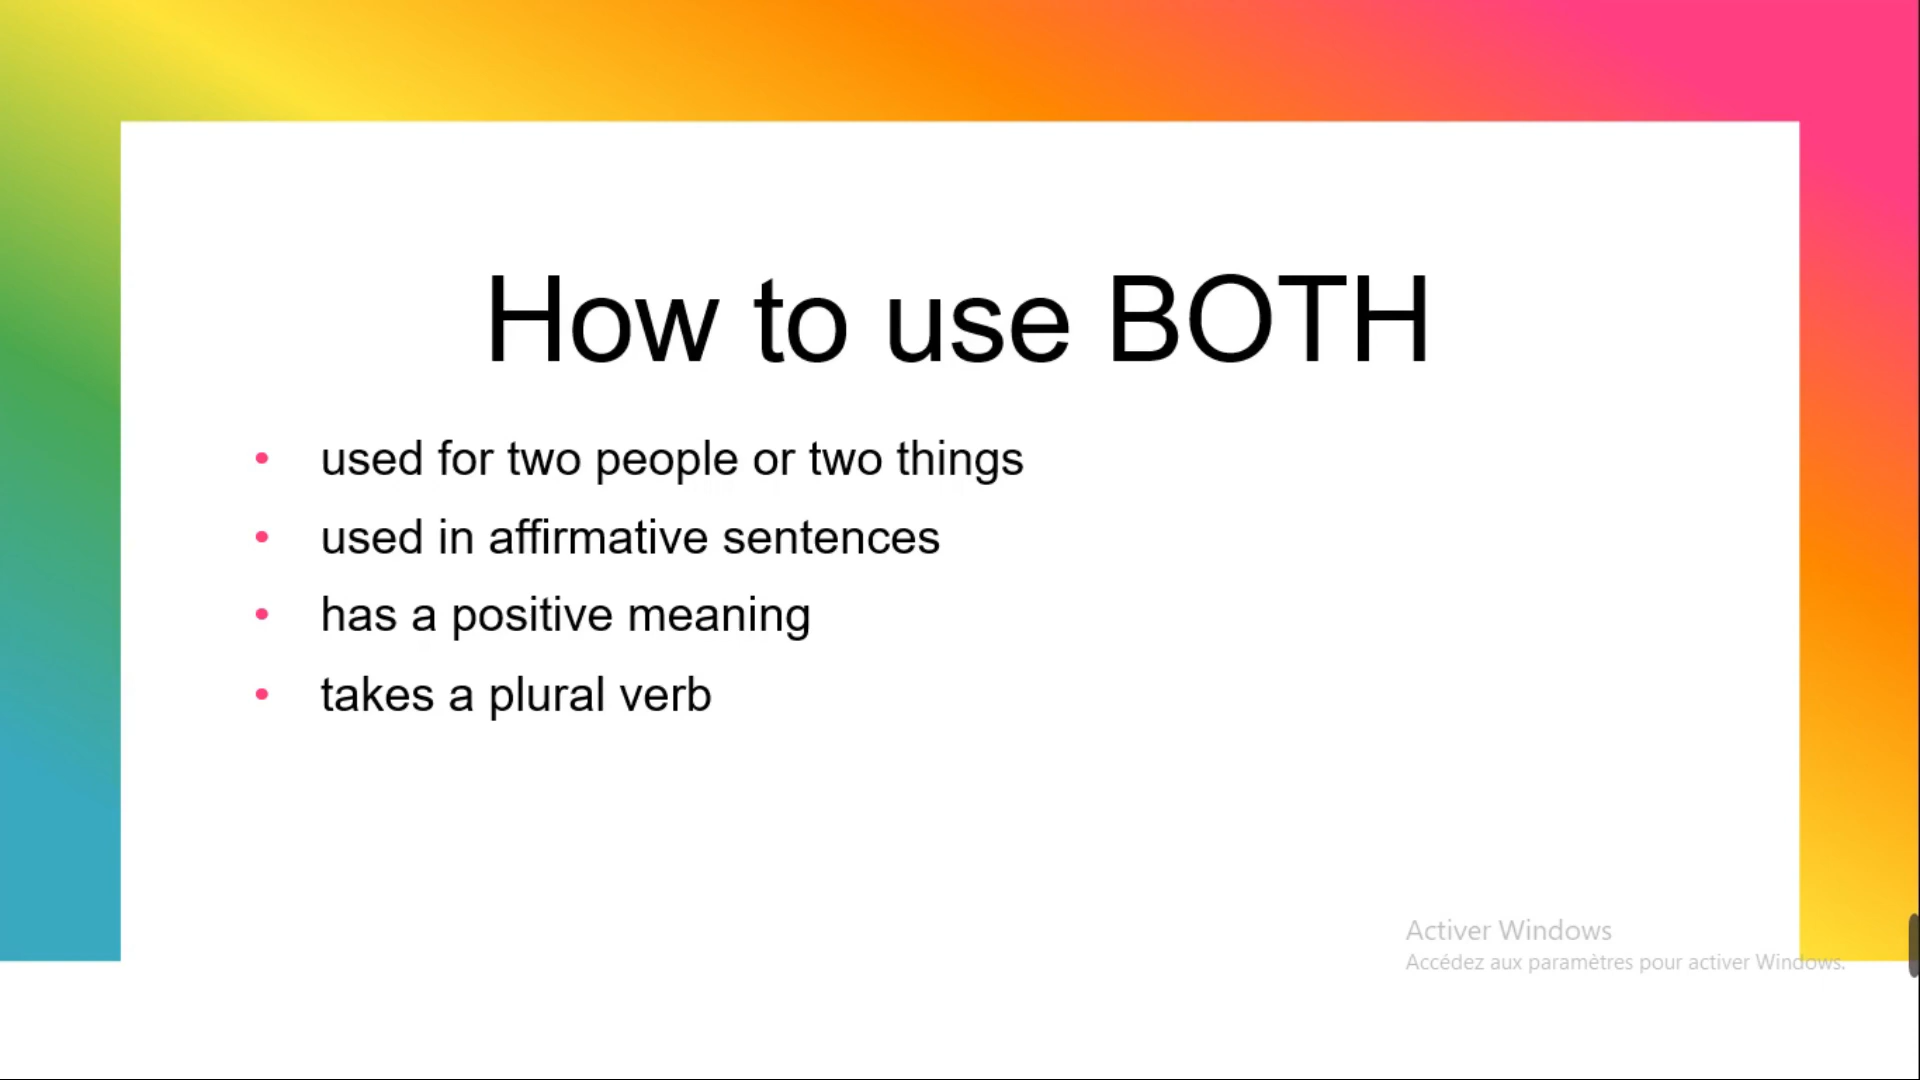 How to use BOTH
• used for two people or two things
• used in affirmative sentences
• has a positive meaning
• takes a plural verb
Activer Windows
Accédez aux paramètres pour activer Windows.